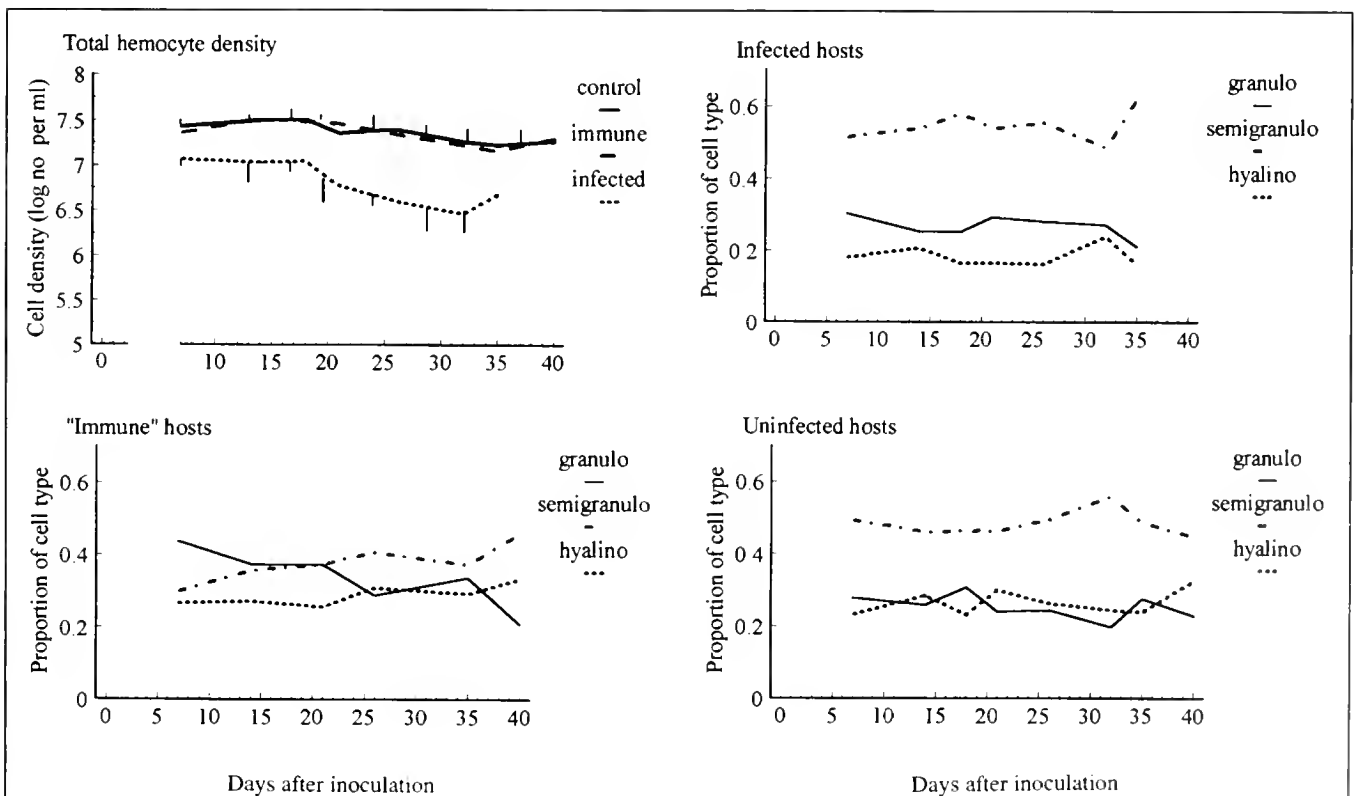 Total hemocyte density
Cell density (log no per ml)
8
7.5
7
6.5
6
5.5
5
0 10 15 20 25 30 35 40
control
immune
infected
Infected hosts
Proportion of cell type
0.6
0.4
0.2
0
0 5 10 15 20 25 30 35 40
granulo
semigranulo
hyalino
"Immune" hosts
Proportion of cell type
0 6
0.4
0.2
0
0 5 10 15 20 25 30 35 40
granulo
semigranulo
hyalino
Days after inoculation
Uninfected hosts
Proportion of cell type
0.6
0.4
0.2
0
0 5 10 15 20 25 30 35 40
granulo
semigranulo
hyalino
Days after inoculation